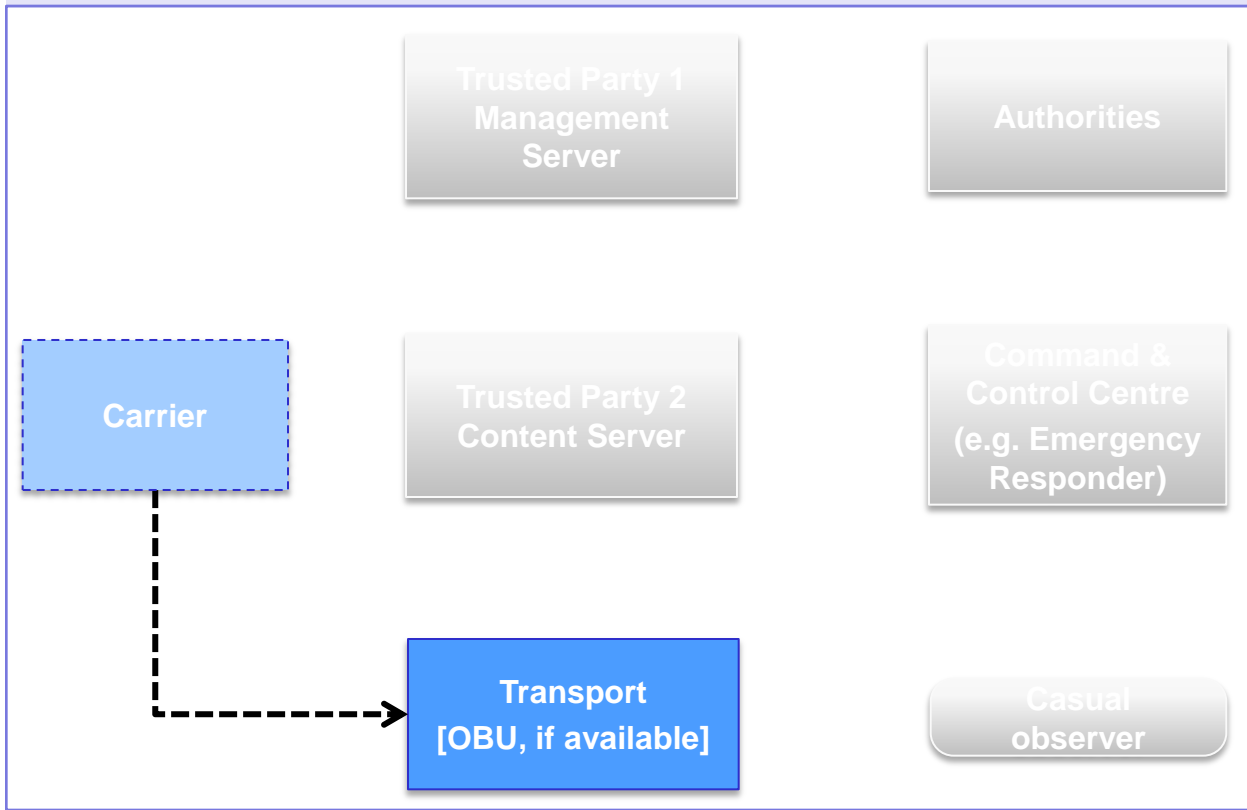 Trusted Party 1
Management
Server
Authorities
Carrier
Trusted Party 2
Content Server
Command &
Control Centre
(e.g. Emergency
Responder)
Transport
[OBU, if available]
Casual
observer